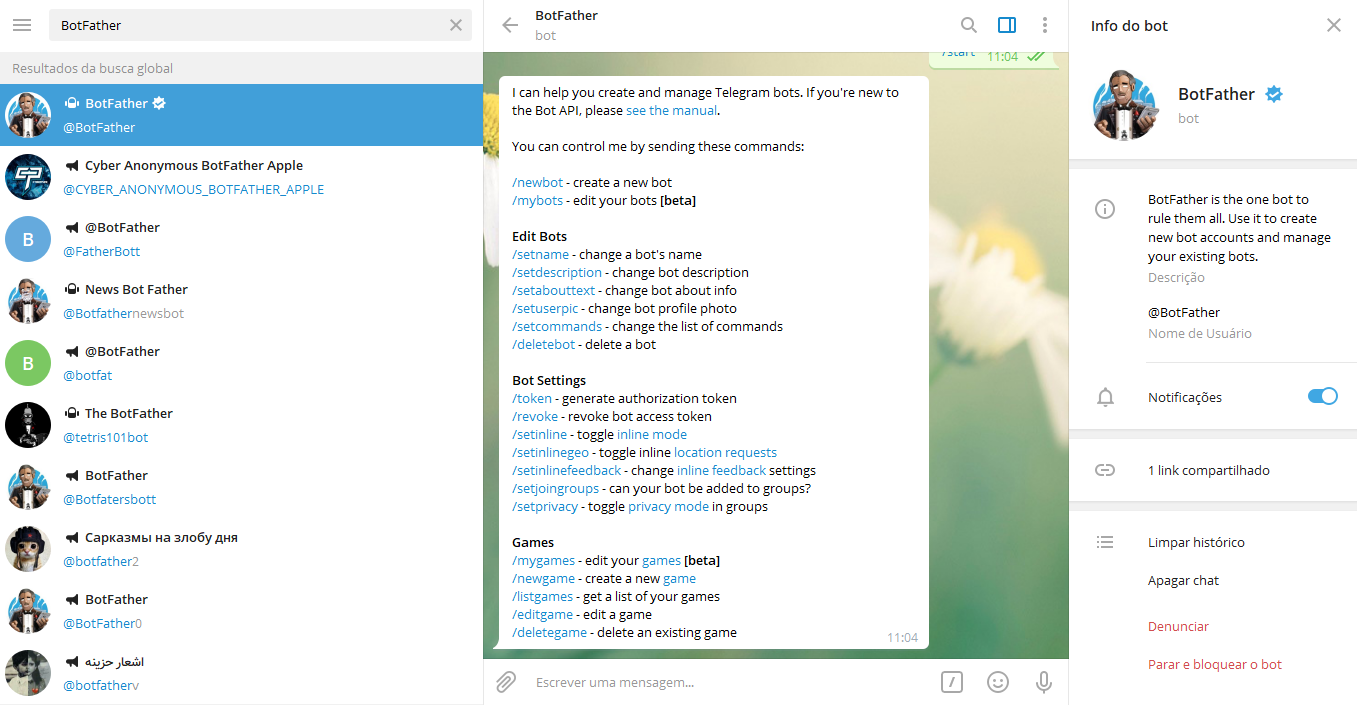 BotFather
Resultados da busca global
BotFather
@BotFather
Cyber Anonymous BotFather Apple
@CYBER_ANONYMOUS_BOTFATHER_APPLE
B
@BotFather
@FatherBott
News Bot Father
@Botfathernewsbot
B
@BotFather
@botfat
The BotFather
@tetris101bot
BotFather
@Botfatersbott
Сарказмы на злобу дня
@botfather2
BotFather
@BotFather0
اشعار حزینه
@botfatherv
BotFather
bot
/start 11:04
I can help you create and manage Telegram bots. If you're new to
the Bot API, please see the manual.
You can control me by sending these commands:
/newbot - create a new bot
/mybots - edit your bots [beta]
Edit Bots
/setname - change a bot's name
/setdescription - change bot description
/setabouttext - change bot about info
/setuserpic - change bot profile photo
/setcommands - change the list of commands
/deletebot - delete a bot
Bot Settings
/token - generate authorization token
/revoke - revoke bot access token
/setinline - toggle inline mode
/setinlinegeo - toggle inline location requests
/setinlinefeedback - change inline feedback settings
/setjoingroups - can your bot be added to groups?
/setprivacy - toggle privacy mode in groups
Games
/mygames - edit your games [beta]
/newgame - create a new game
/listgames - get a list of your games
/editgame - edit a game
/deletegame - delete an existing game
11:04
Escrever uma mensagem...
Info do bot
BotFather
bot
BotFather is the one bot to
rule them all. Use it to create
new bot accounts and manage
your existing bots.
Descrição
@BotFather
Nome de Usuário
Notificações
1 link compartilhado
Limpar histórico
Apagar chat
Denunciar
Parar e bloquear o bot